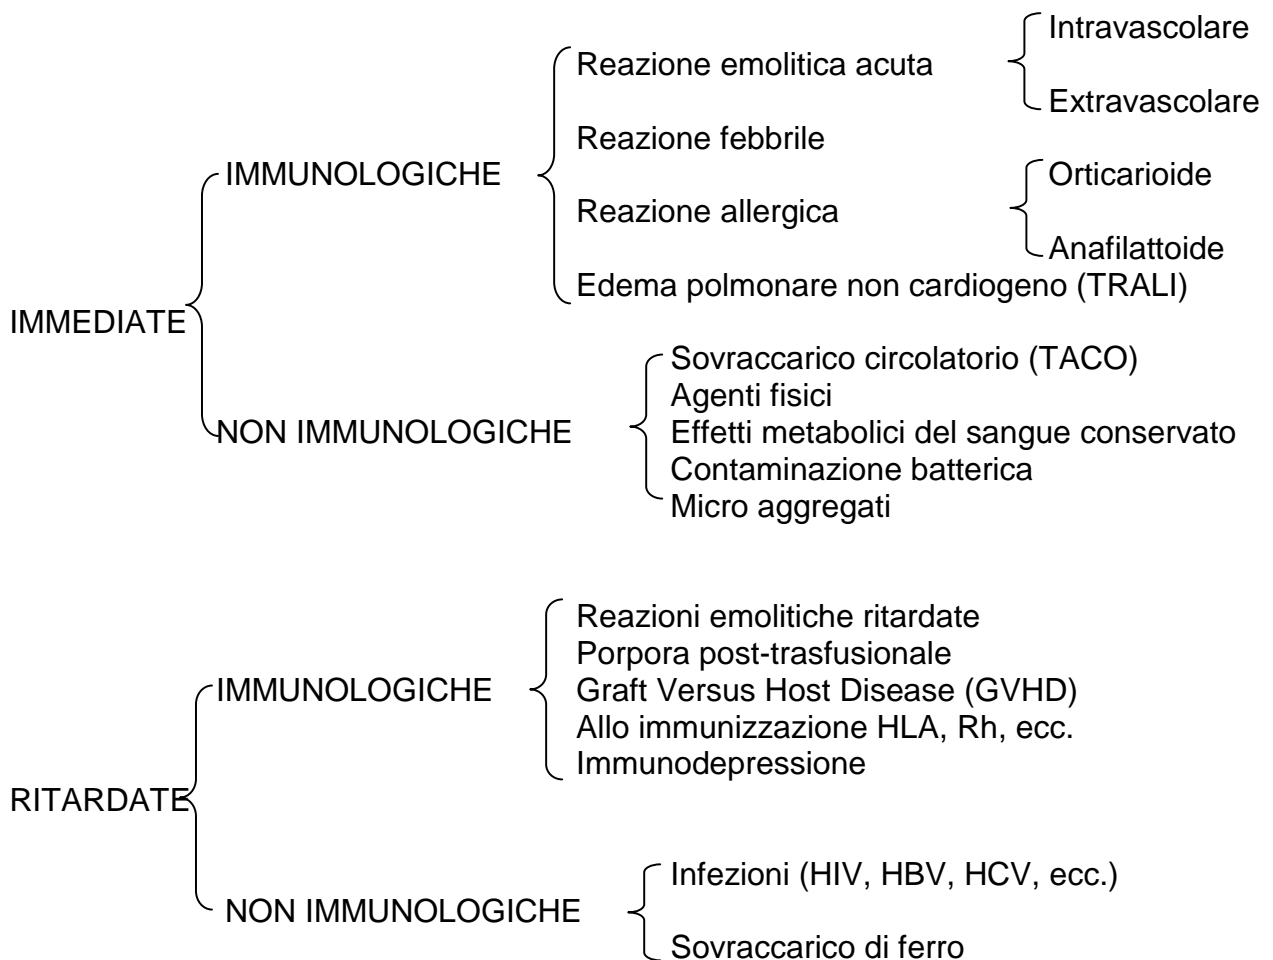 Intravascolare
Reazione emolitica acuta
Extravascolare
Reazione febbrile
IMMUNOLOGICHE
Orticarioide
Reazione allergica
Anafilattoide
Edema polmonare non cardiogeno (TRALI)
IMMEDIATE
Sovraccarico circolatorio (TACO)
Agenti fisici
NON IMMUNOLOGICHE
Effetti metabolici del sangue conservato
Contaminazione batterica
Micro aggregati
Reazioni emolitiche ritardate
Porpora post-trasfusionale
IMMUNOLOGICHE
Graft Versus Host Disease (GVHD)
Allo immunizzazione HLA, Rh, ecc.
Immunodepressione
RITARDATE
Infezioni (HIV, HBV, HCV, ecc.)
NON IMMUNOLOGICHE
Sovraccarico di ferro